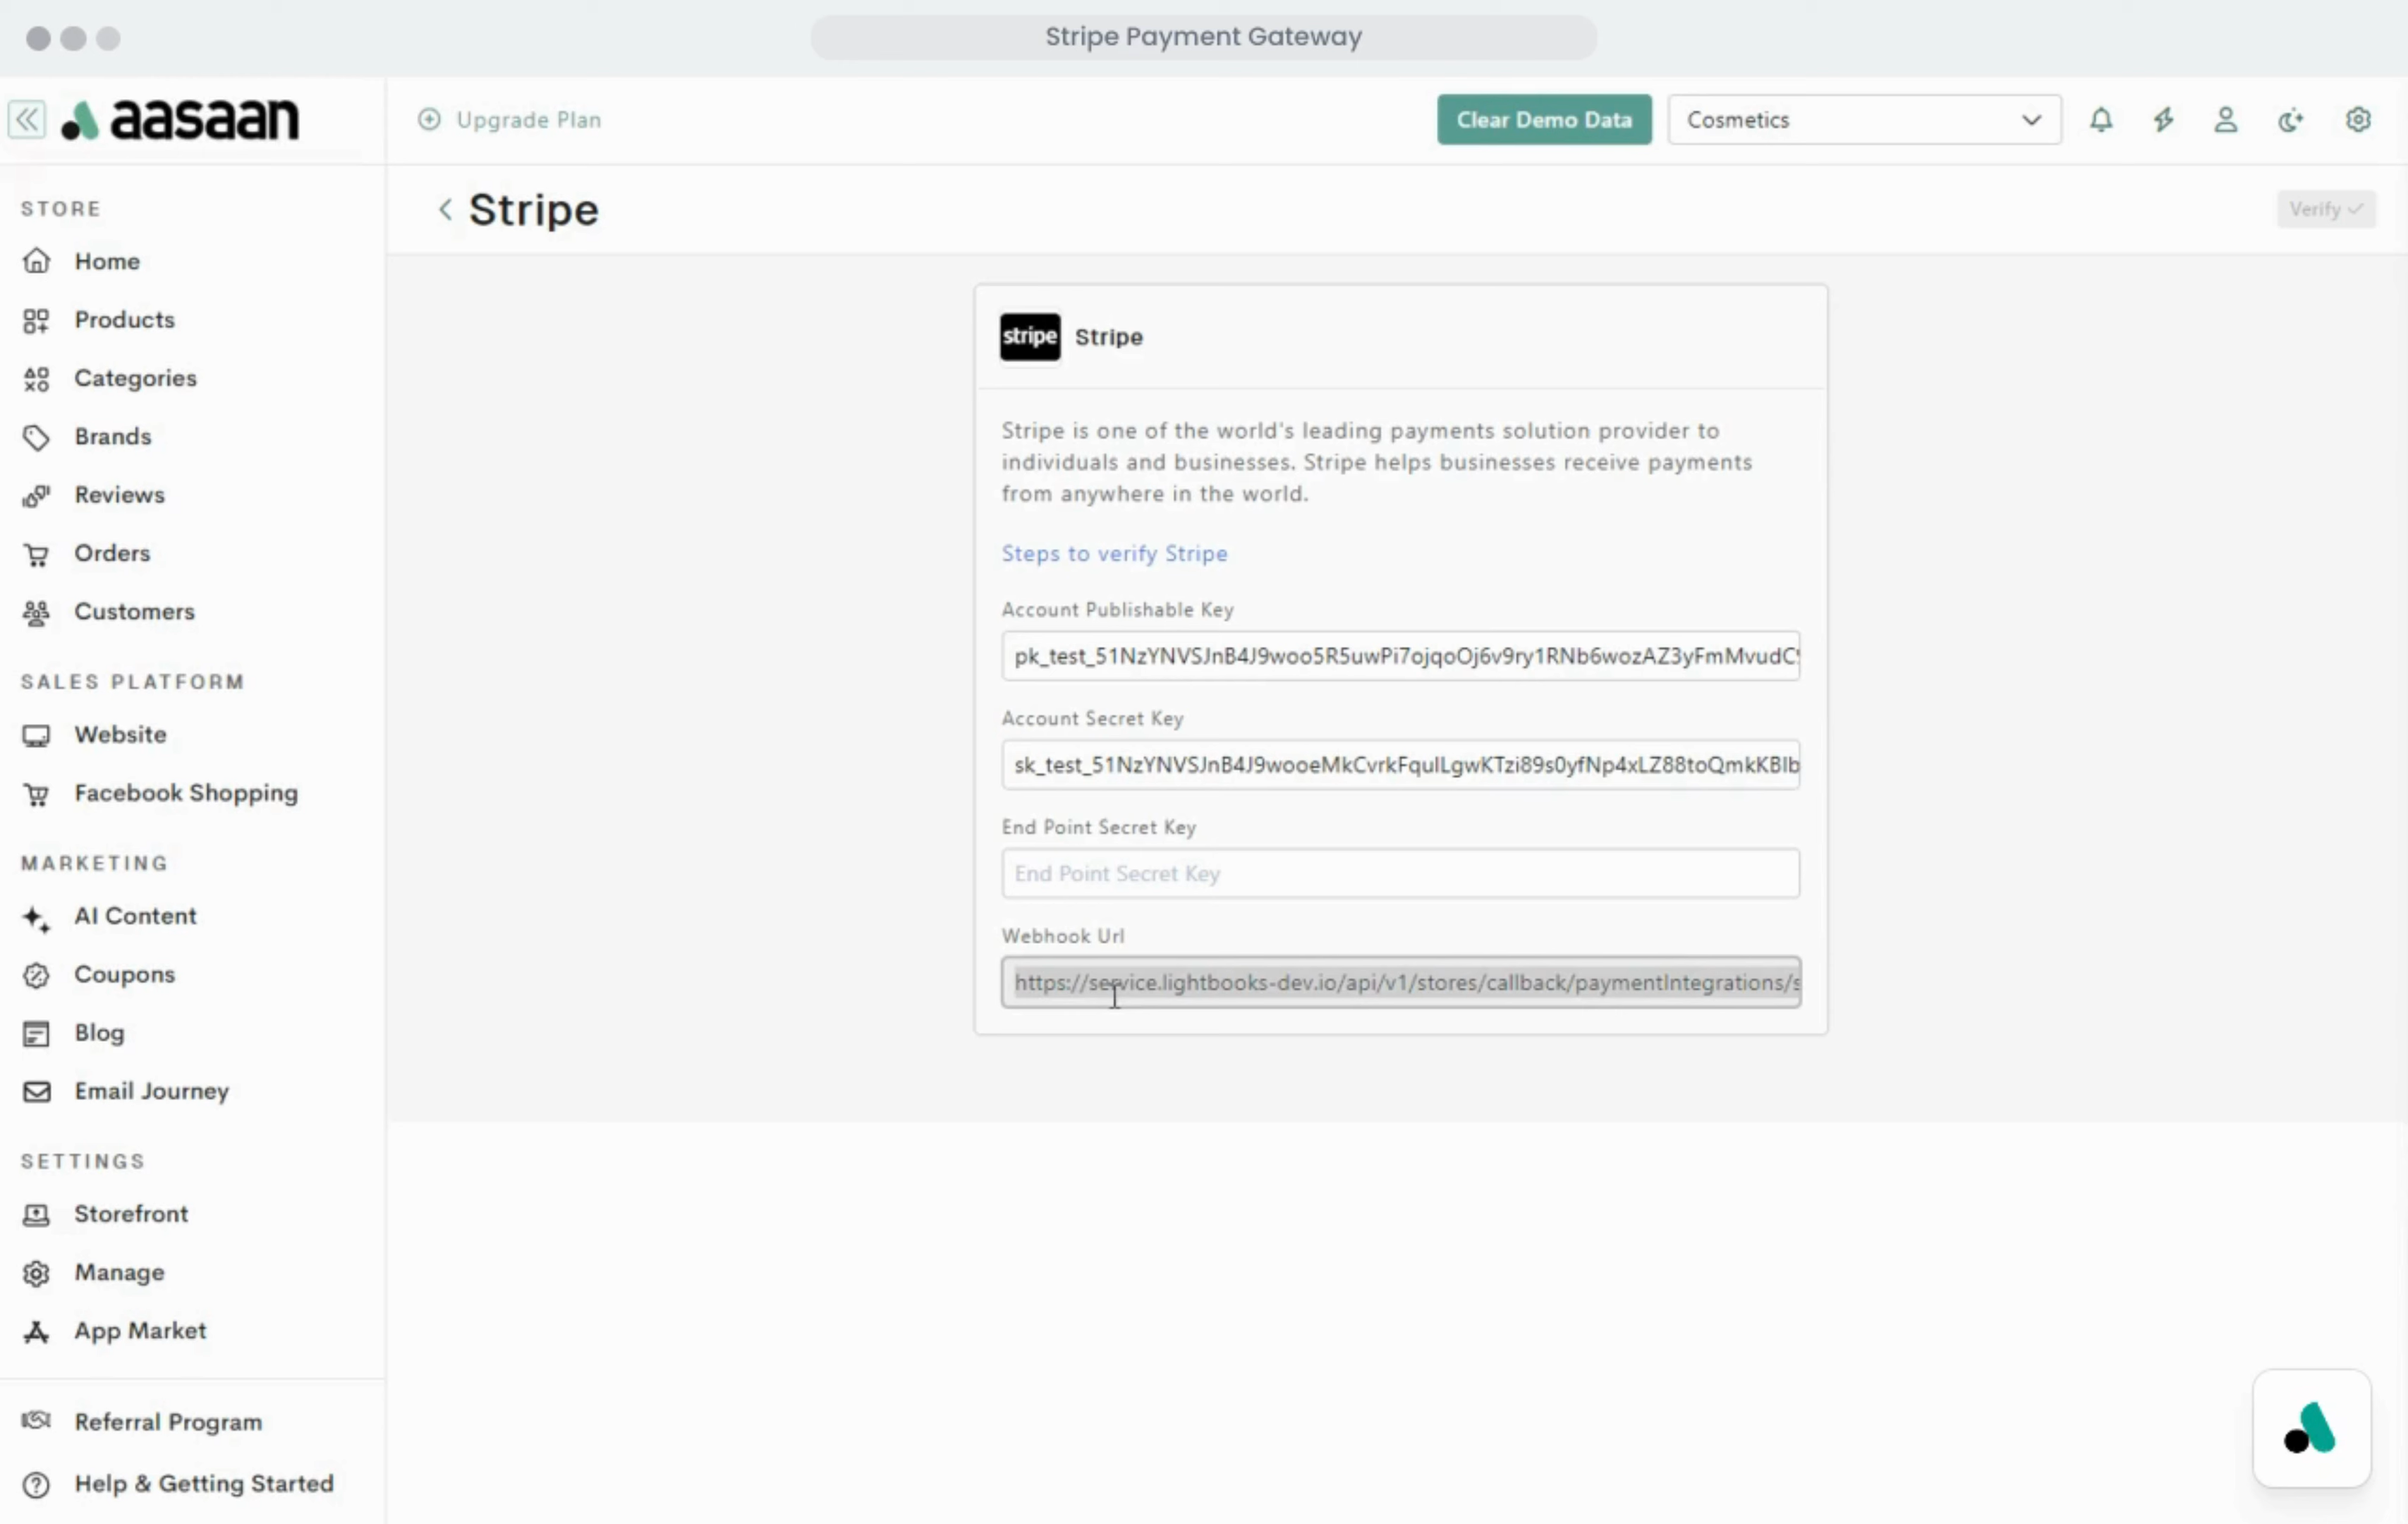 Stripe Payment Gateway
aasaan
Upgrade Plan
Clear Demo Data
Cosmetics
STORE
Home
Products
Categories
Brands
Reviews
Orders
Customers
SALES PLATFORM
Website
Facebook Shopping
MARKETING
AI Content
Coupons
Blog
Email Journey
SETTINGS
Storefront
Manage
App Market
Referral Program
Help & Getting Started
Stripe
Verify
stripe
Stripe
Stripe is one of the world's leading payments solution provider to
individuals and businesses. Stripe helps businesses receive payments
from anywhere in the world.
Steps to verify Stripe
Account Publishable Key
Account Secret Key
End Point Secret Key
End Point Secret Key
Webhook Url
https://service.lightbooks-dev.io/api/v1/stores/callback/paymentIntegrations/s